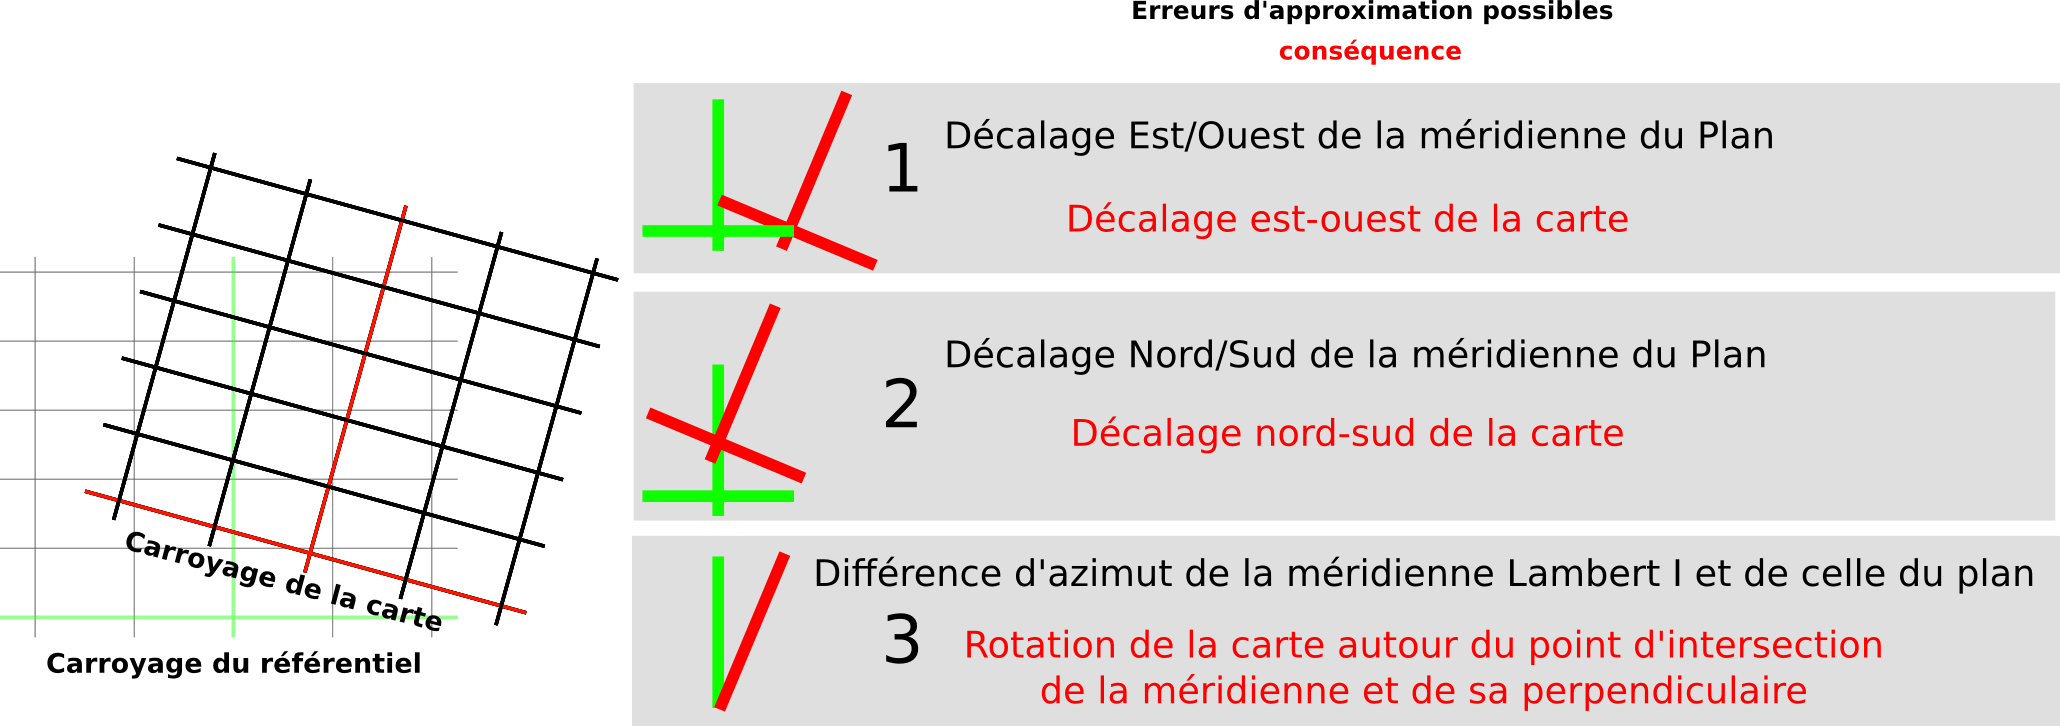 Erreurs d'approximation possibles
conséquence
1
Décalage Est/Ouest de la méridienne du Plan
Décalage est-ouest de la carte
2
Décalage Nord/Sud de la méridienne du Plan
Décalage nord-sud de la carte
Différence d'azimut de la méridienne Lambert I et de celle du plan
3
Rotation de la carte autour du point d'intersection
de la méridienne et de sa perpendiculaire
Carroyage de la carte
Carroyage du référentiel